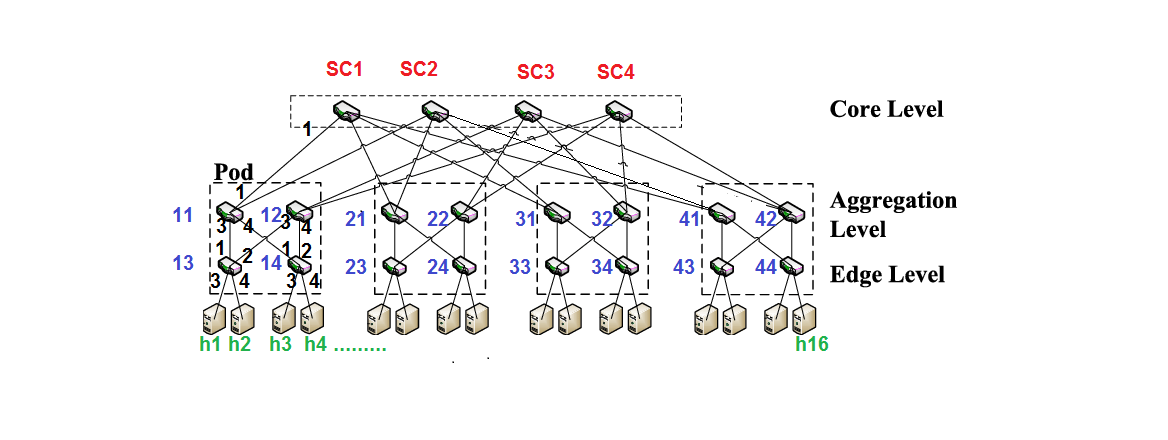 SC1 SC2 SC3 SC4
Core Level
1
Pod
1
11 12 21 22 31 32 41 42
Aggregation
Level
3 4 3 4
1 2 1 2
13 14 23 24 33 34 43 44
Edge Level
3 4 3 4
h1 h2 h3 h4 ......... h16